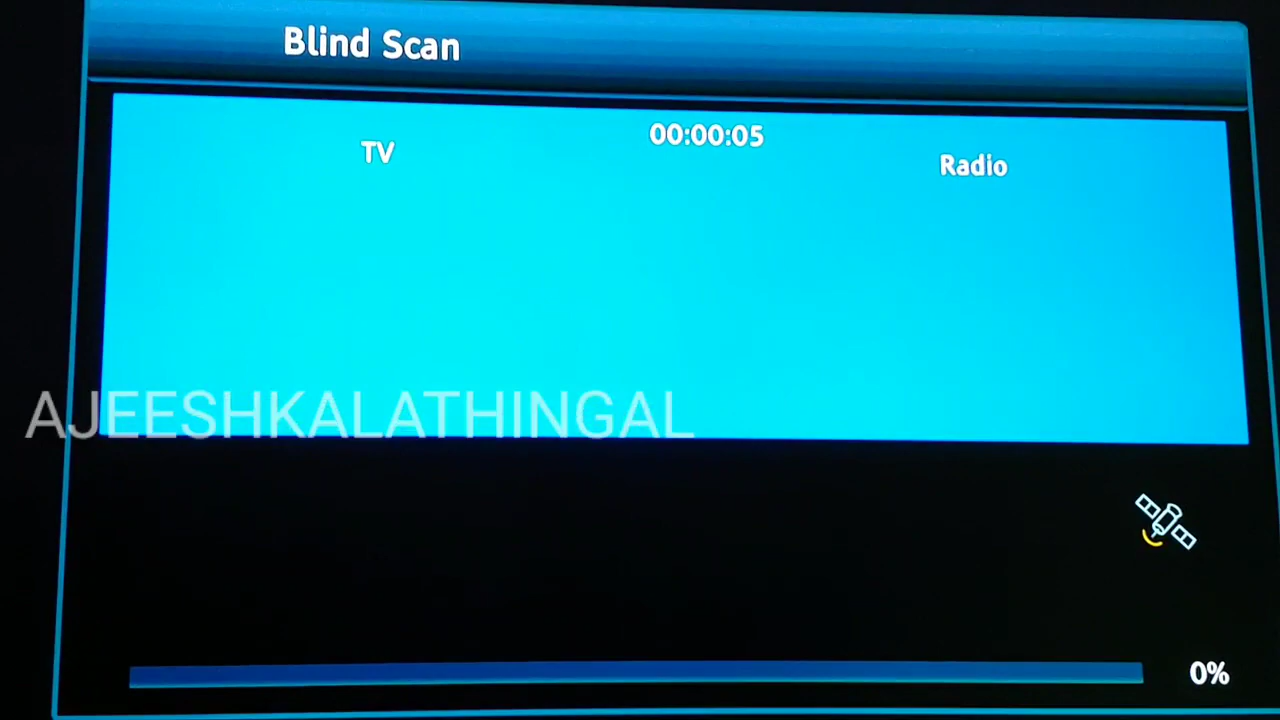 Blind Scan
00:00:05
TV
Radio
AJEESHKALATHINGAL
0%